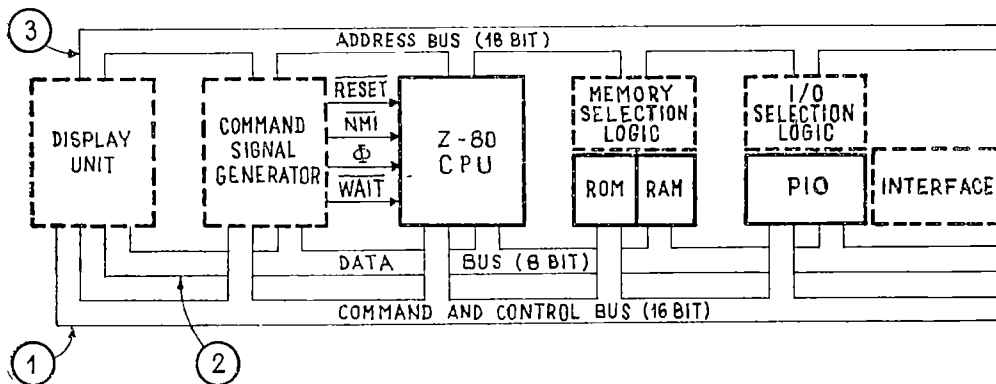 3
ADDRESS BUS (18 BIT)
DISPLAY
UNIT
COMMAND
SIGNAL
GENERATOR
RESET
NMI
Φ
WAIT
Z-80
CPU
MEMORY
SELECTION
LOGIC
ROM
RAM
I/O
SELECTION
LOGIC
PIO
INTERFACE
DATA BUS (8 BIT)
COMMAND AND CONTROL BUS (16 BIT)
1
2